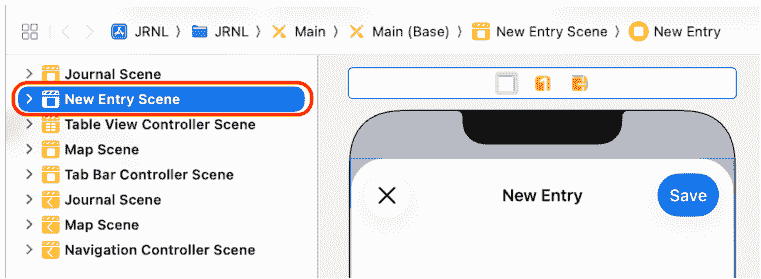 JRNL > JRNL > Main > Main (Base) > New Entry Scene > New Entry
Journal Scene
New Entry Scene
Table View Controller Scene
Map Scene
Tab Bar Controller Scene
Journal Scene
Map Scene
Navigation Controller Scene
New Entry
Save